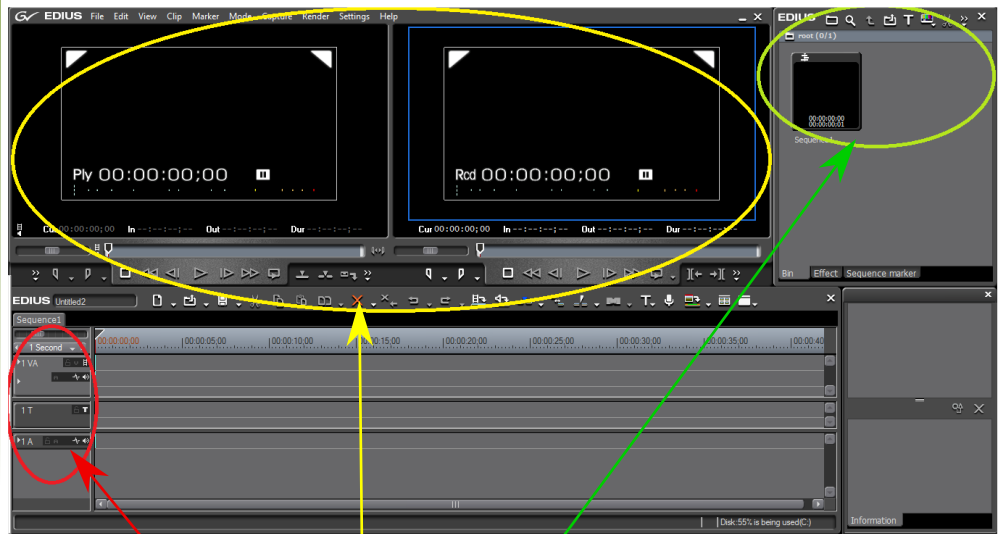 EDIUS File Edit View Clip Marker Mode Capture Render Settings Help
Ply 00:00:00;00
Cur 00:00:00;00 In --:--:--;-- Out --:--:--;-- Dur --:--:--;--
Rcd 00:00:00;00
Cur 00:00:00;00 In --:--:--;-- Out --:--:--;-- Dur --:--:--;--
EDIUS
root (0/1)
00:00:00:00
00:00:00:01
Sequence1
Bin Effect Sequence marker
EDIUS Untitled2
Sequence1
1 Second
00:00:00;00 00:00:05;00 00:00:10;00 00:00:15;00 00:00:20;00 00:00:25;00 00:00:30;00 00:00:35;00 00:00:40
1 VA
1 T T
1 A
Disk:55% is being used(C:)
Information